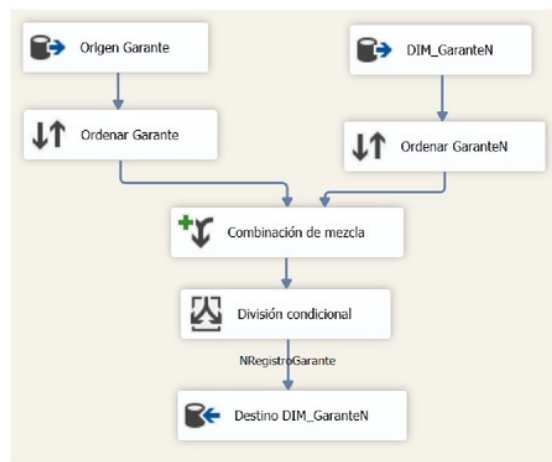 Origen Garante
DIM_GaranteN
Ordenar Garante
Ordenar GaranteN
Combinación de mezcla
División condicional
NRegistroGarante
Destino DIM_GaranteN